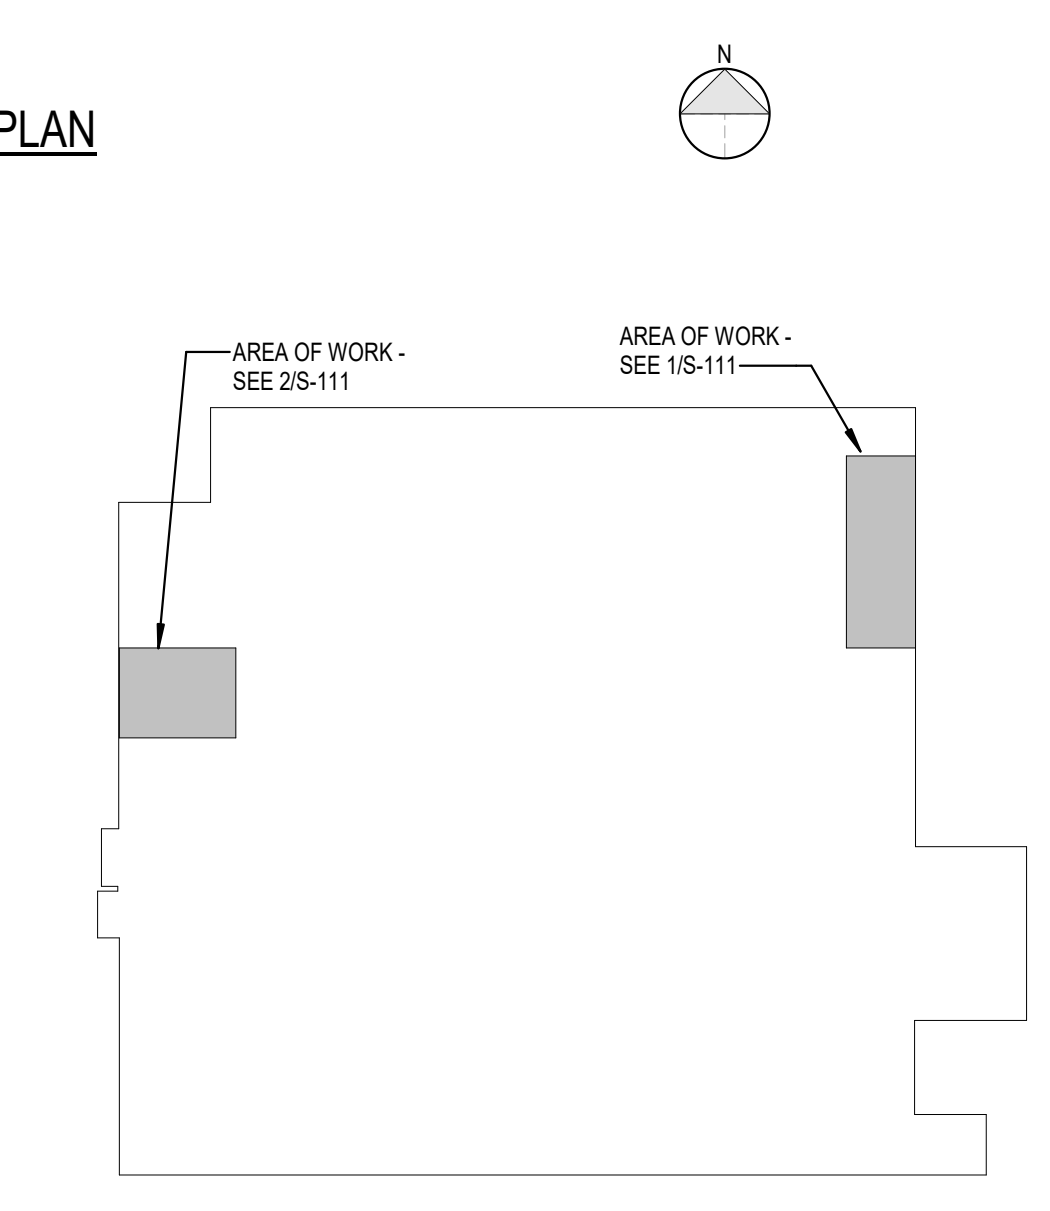 N
PLAN
AREA OF WORK -
SEE 2/S-111
AREA OF WORK -
SEE 1/S-111